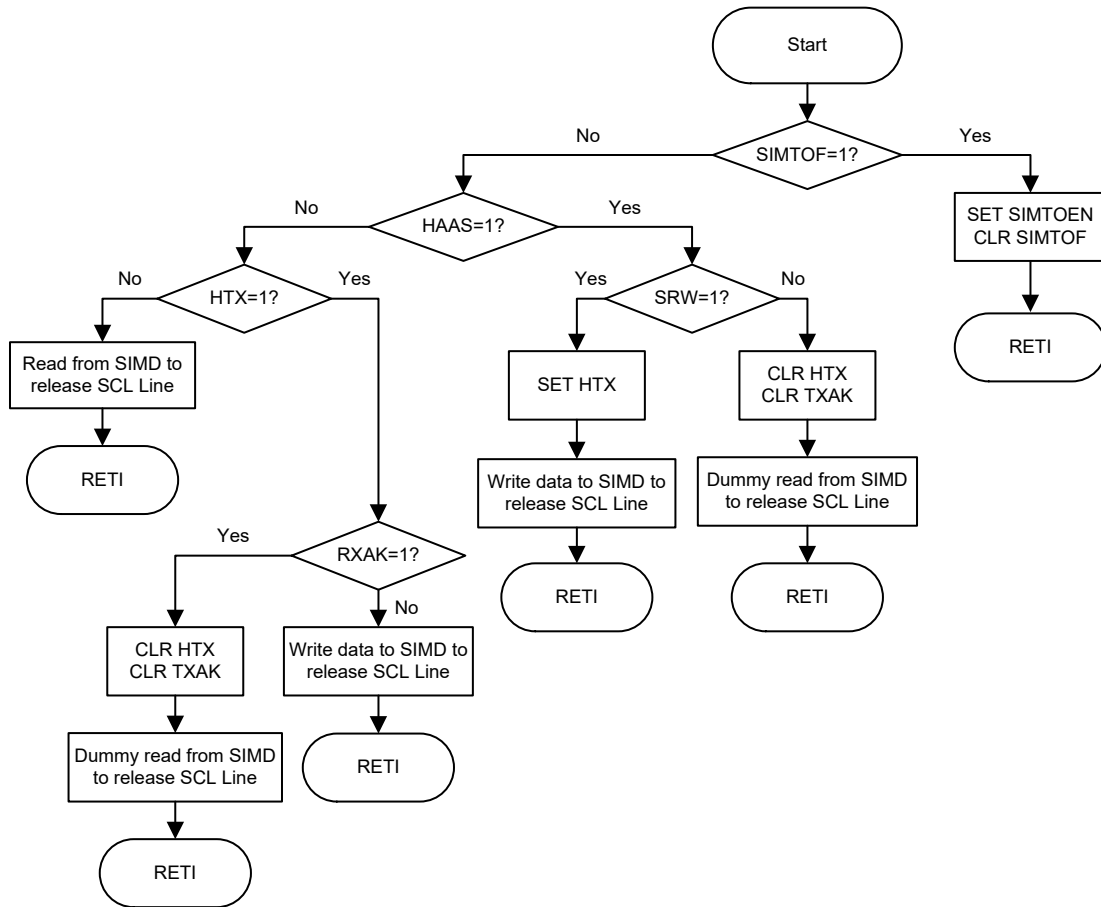 Start
No
Yes
SIMTOF=1?
No
Yes
HAAS=1?
SET SIMTOEN
CLR SIMTOF
No
Yes
Yes
No
HTX=1?
SRW=1?
RETI
Read from SIMD to
release SCL Line
SET HTX
CLR HTX
CLR TXAK
RETI
Write data to SIMD to
release SCL Line
Dummy read from SIMD
to release SCL Line
Yes
RXAK=1?
No
RETI
RETI
CLR HTX
CLR TXAK
Write data to SIMD to
release SCL Line
Dummy read from SIMD
to release SCL Line
RETI
RETI